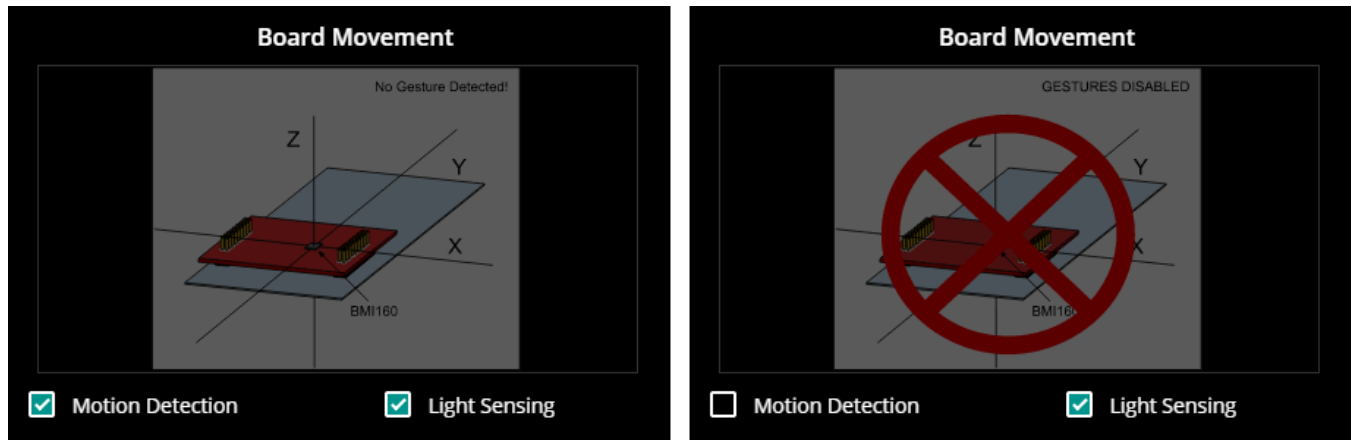 Board Movement
No Gesture Detected!
Z
Y
X
BMI160
Motion Detection
Light Sensing
Board Movement
GESTURES DISABLED
Z
Y
X
Motion Detection
Light Sensing